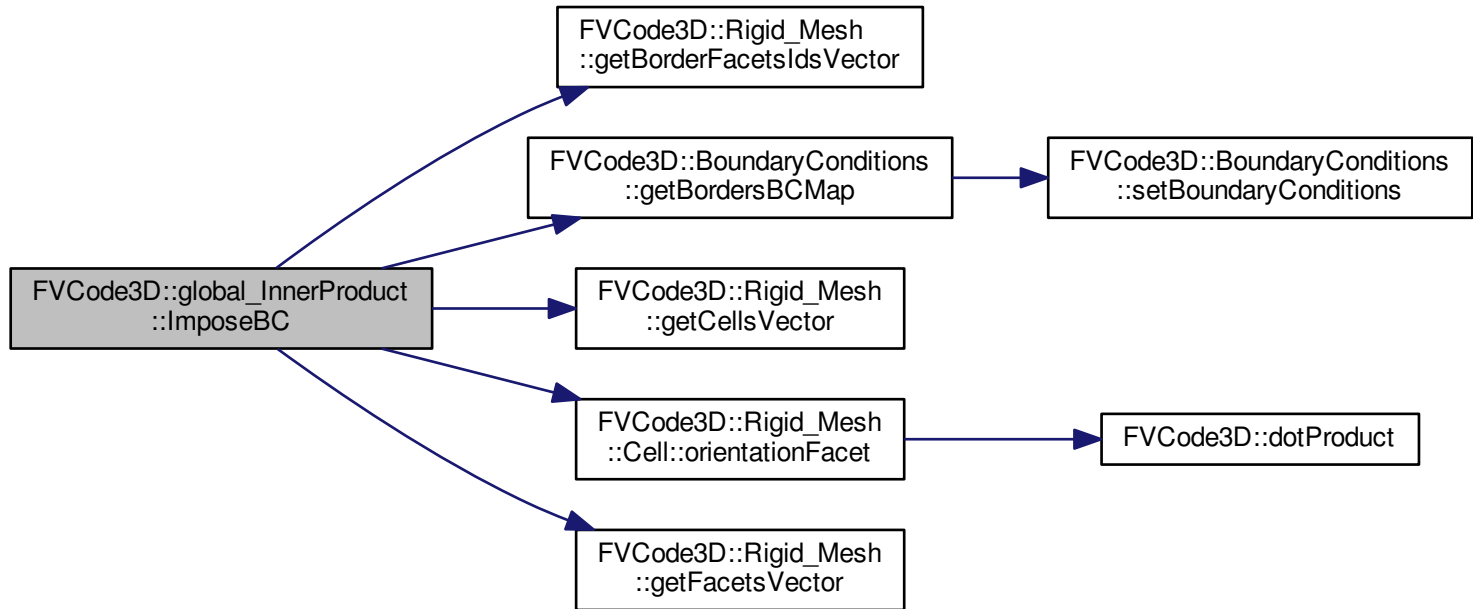 FVCode3D::Rigid_Mesh
::getBorderFacetsIdsVector
FVCode3D::BoundaryConditions
::getBordersBCMap
FVCode3D::BoundaryConditions
::setBoundaryConditions
FVCode3D::global_InnerProduct
::ImposeBC
FVCode3D::Rigid_Mesh
::getCellsVector
FVCode3D::Rigid_Mesh
::Cell::orientationFacet
FVCode3D::dotProduct
FVCode3D::Rigid_Mesh
::getFacetsVector